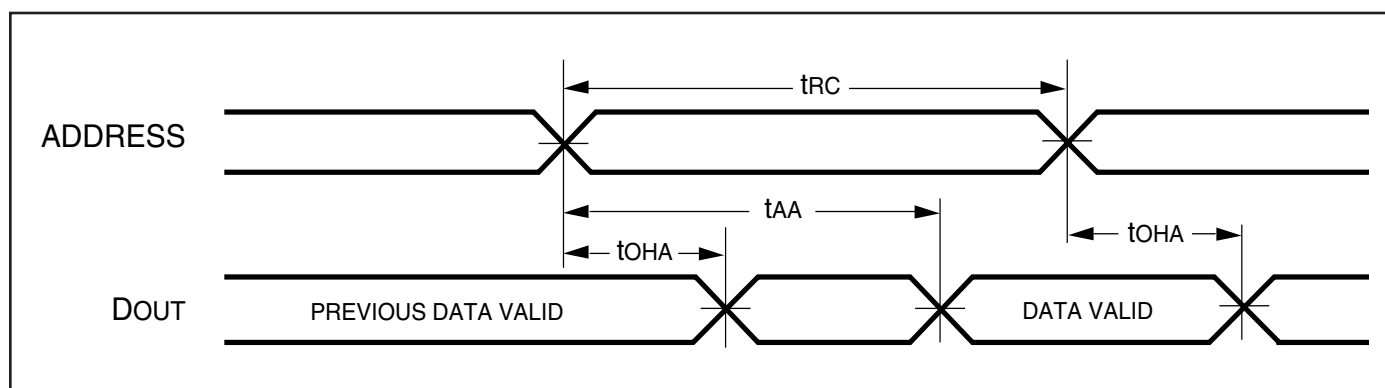 tRC
ADDRESS
tAA
tOHA
tOHA
DOUT
PREVIOUS DATA VALID
DATA VALID